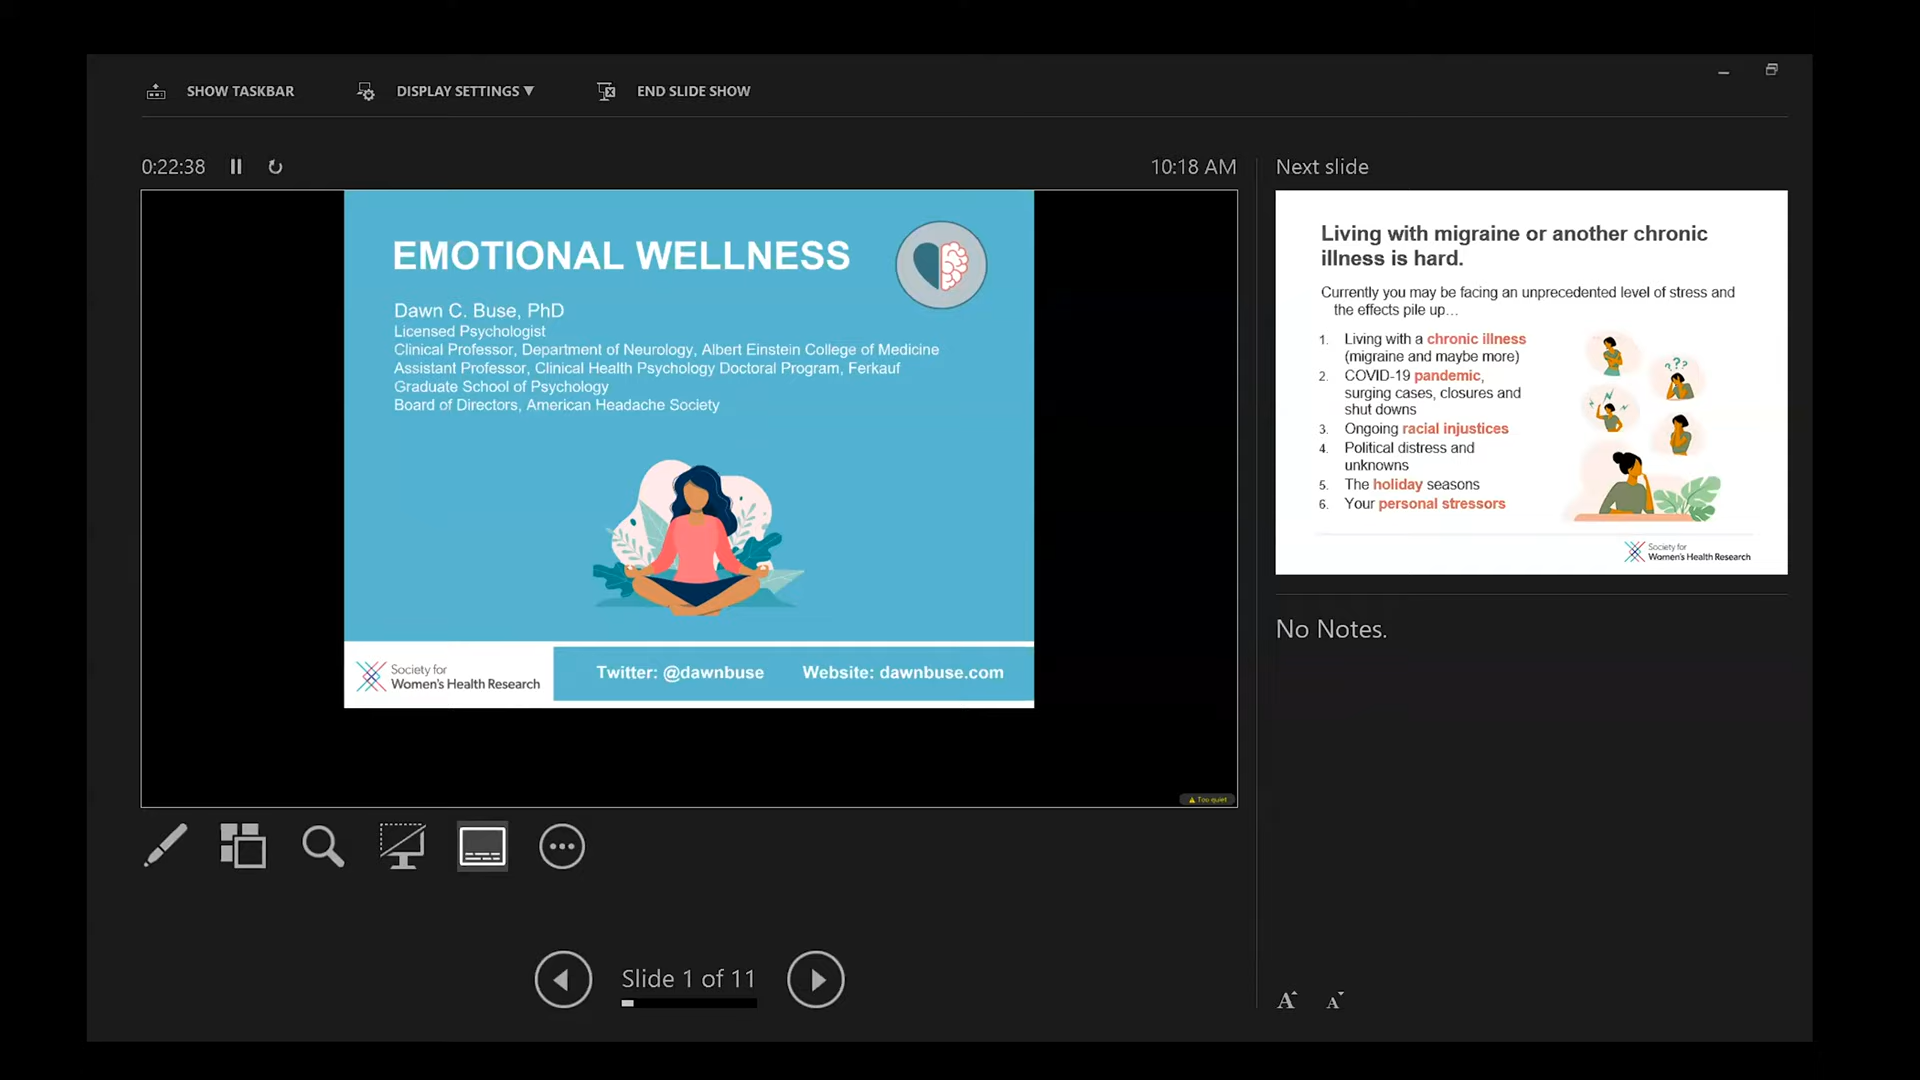 SHOW TASKBAR
DISPLAY SETTINGS ▼
END SLIDE SHOW
0:22:38
10:18 AM
EMOTIONAL WELLNESS
Dawn C. Buse, PhD
Licensed Psychologist
Clinical Professor, Department of Neurology, Albert Einstein College of Medicine
Assistant Professor, Clinical Health Psychology Doctoral Program, Ferkauf
Graduate School of Psychology
Board of Directors, American Headache Society
Society for
Women's Health Research
Twitter: @dawnbuse
Website: dawnbuse.com
Too quiet
Next slide
Living with migraine or another chronic
illness is hard.
Currently you may be facing an unprecedented level of stress and
the effects pile up…
1. Living with a chronic illness
(migraine and maybe more)
2. COVID-19 pandemic,
surging cases, closures and
shut downs
3. Ongoing racial injustices
4. Political distress and
unknowns
5. The holiday seasons
6. Your personal stressors
???
Society for
Women's Health Research
No Notes.
Slide 1 of 11
A A